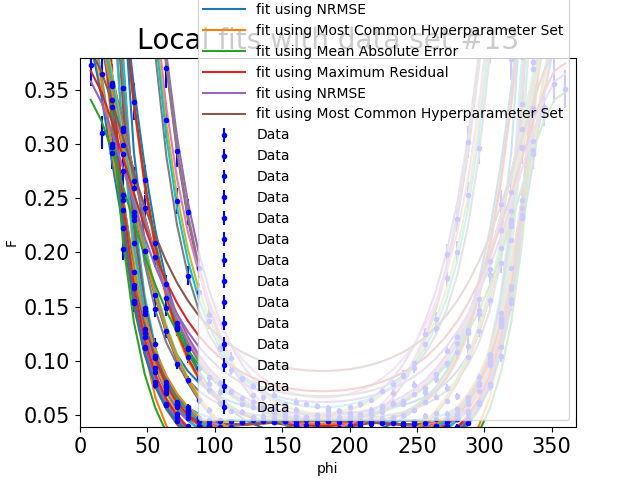 fit using NRMSE
fit using Most Common Hyperparameter Set
Local fits with data set #13
fit using Mean Absolute Error
fit using Maximum Residual
fit using NRMSE
fit using Most Common Hyperparameter Set
Data
Data
Data
Data
Data
Data
Data
Data
Data
Data
Data
Data
Data
Data
0.35
0.30
0.25
0.20
0.15
0.10
0.05
F
0 50 100 150 200 250 300 350
phi